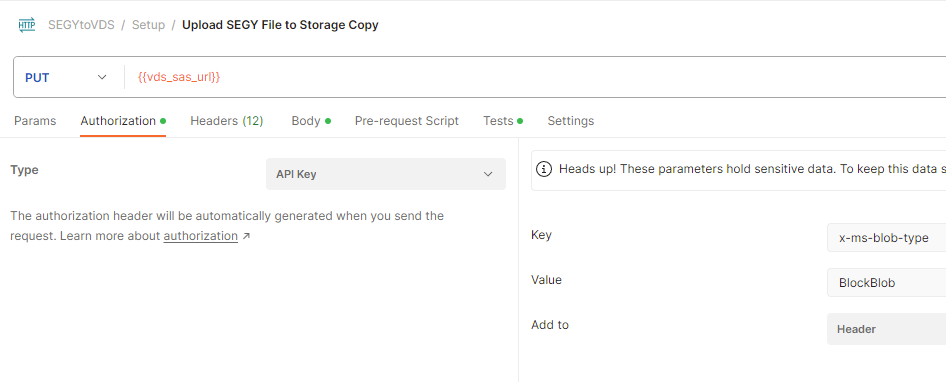 HTTP SEGYtoVDS / Setup / Upload SEGY File to Storage Copy
PUT {{vds_sas_url}}
Params Authorization Headers (12) Body Pre-request Script Tests Settings
Type API Key
The authorization header will be automatically generated when you send the
request. Learn more about authorization ↗
Heads up! These parameters hold sensitive data. To keep this data s
Key x-ms-blob-type
Value BlockBlob
Add to Header